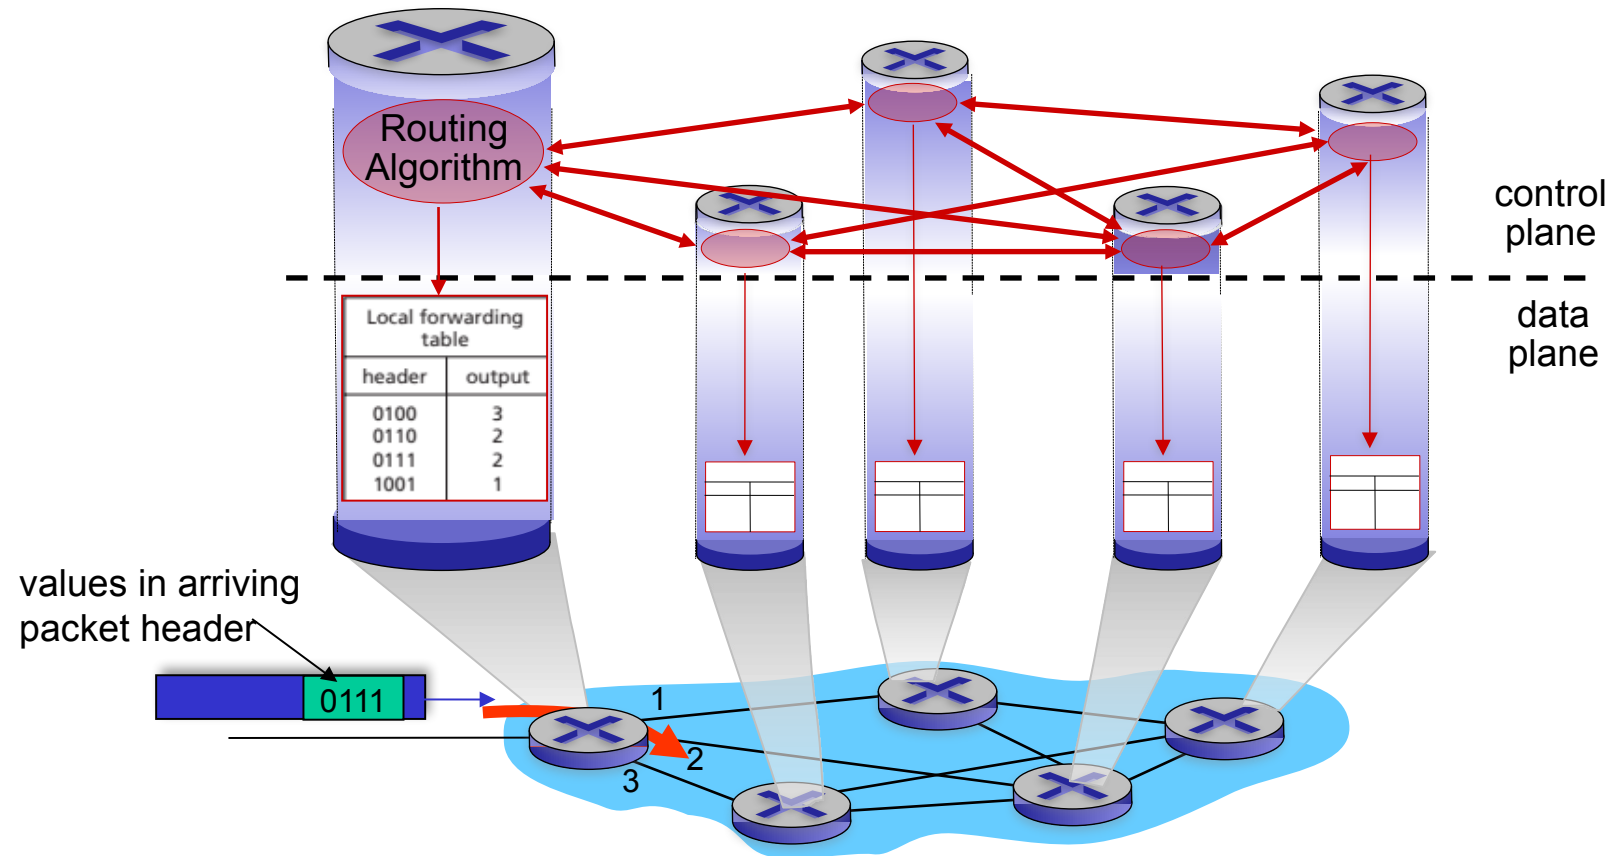 Routing
Algorithm
control
plane
data
plane
Local forwarding
table
header output
0100 3
0110 2
0111 2
1001 1
values in arriving
packet header
0111
1
2
3